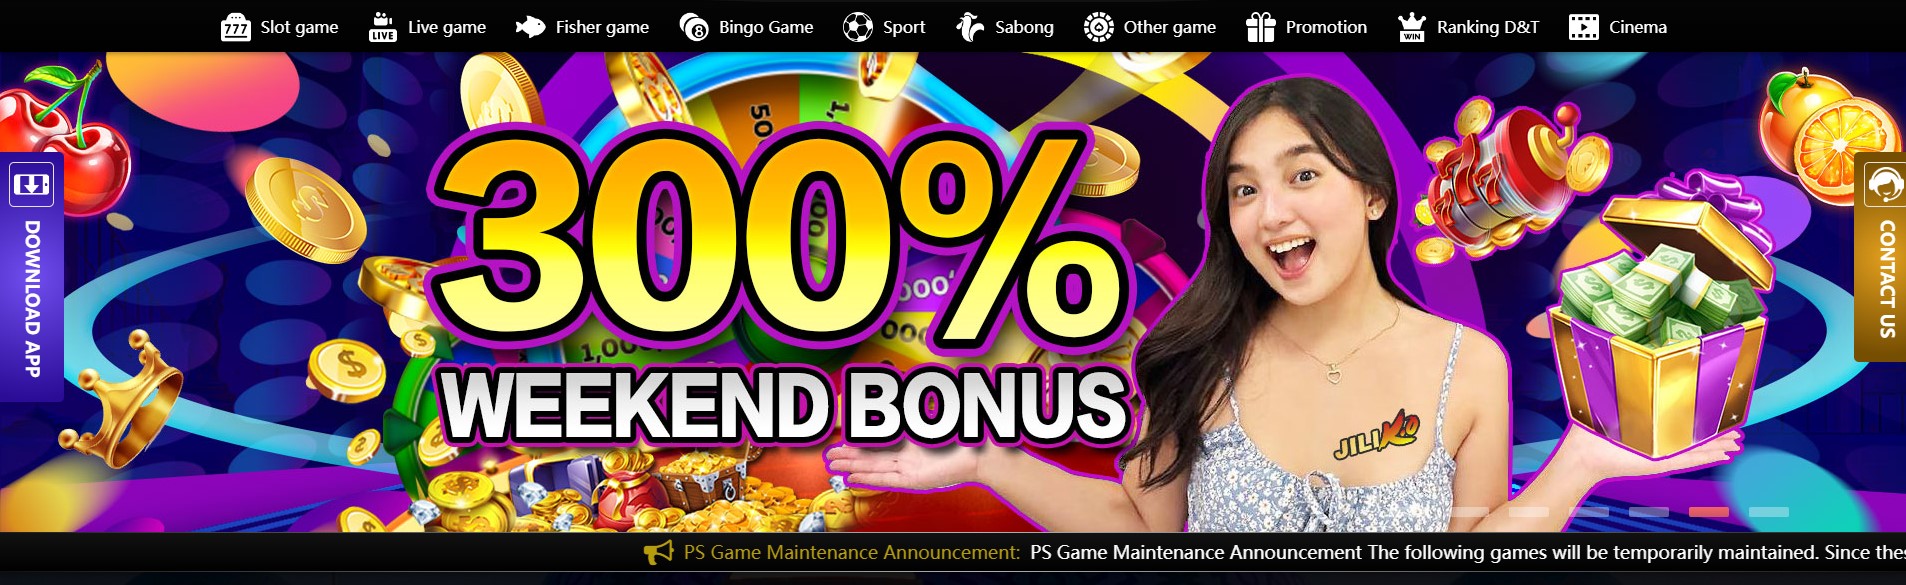 777 Slot game LIVE Live game Fisher game 8 Bingo Game Sport Sabong Other game Promotion WIN Ranking D&T Cinema
300%
WEEKEND BONUS
JILIKO
DOWNLOAD APP
CONTACT US
PS Game Maintenance Announcement: PS Game Maintenance Announcement The following games will be temporarily maintained. Since